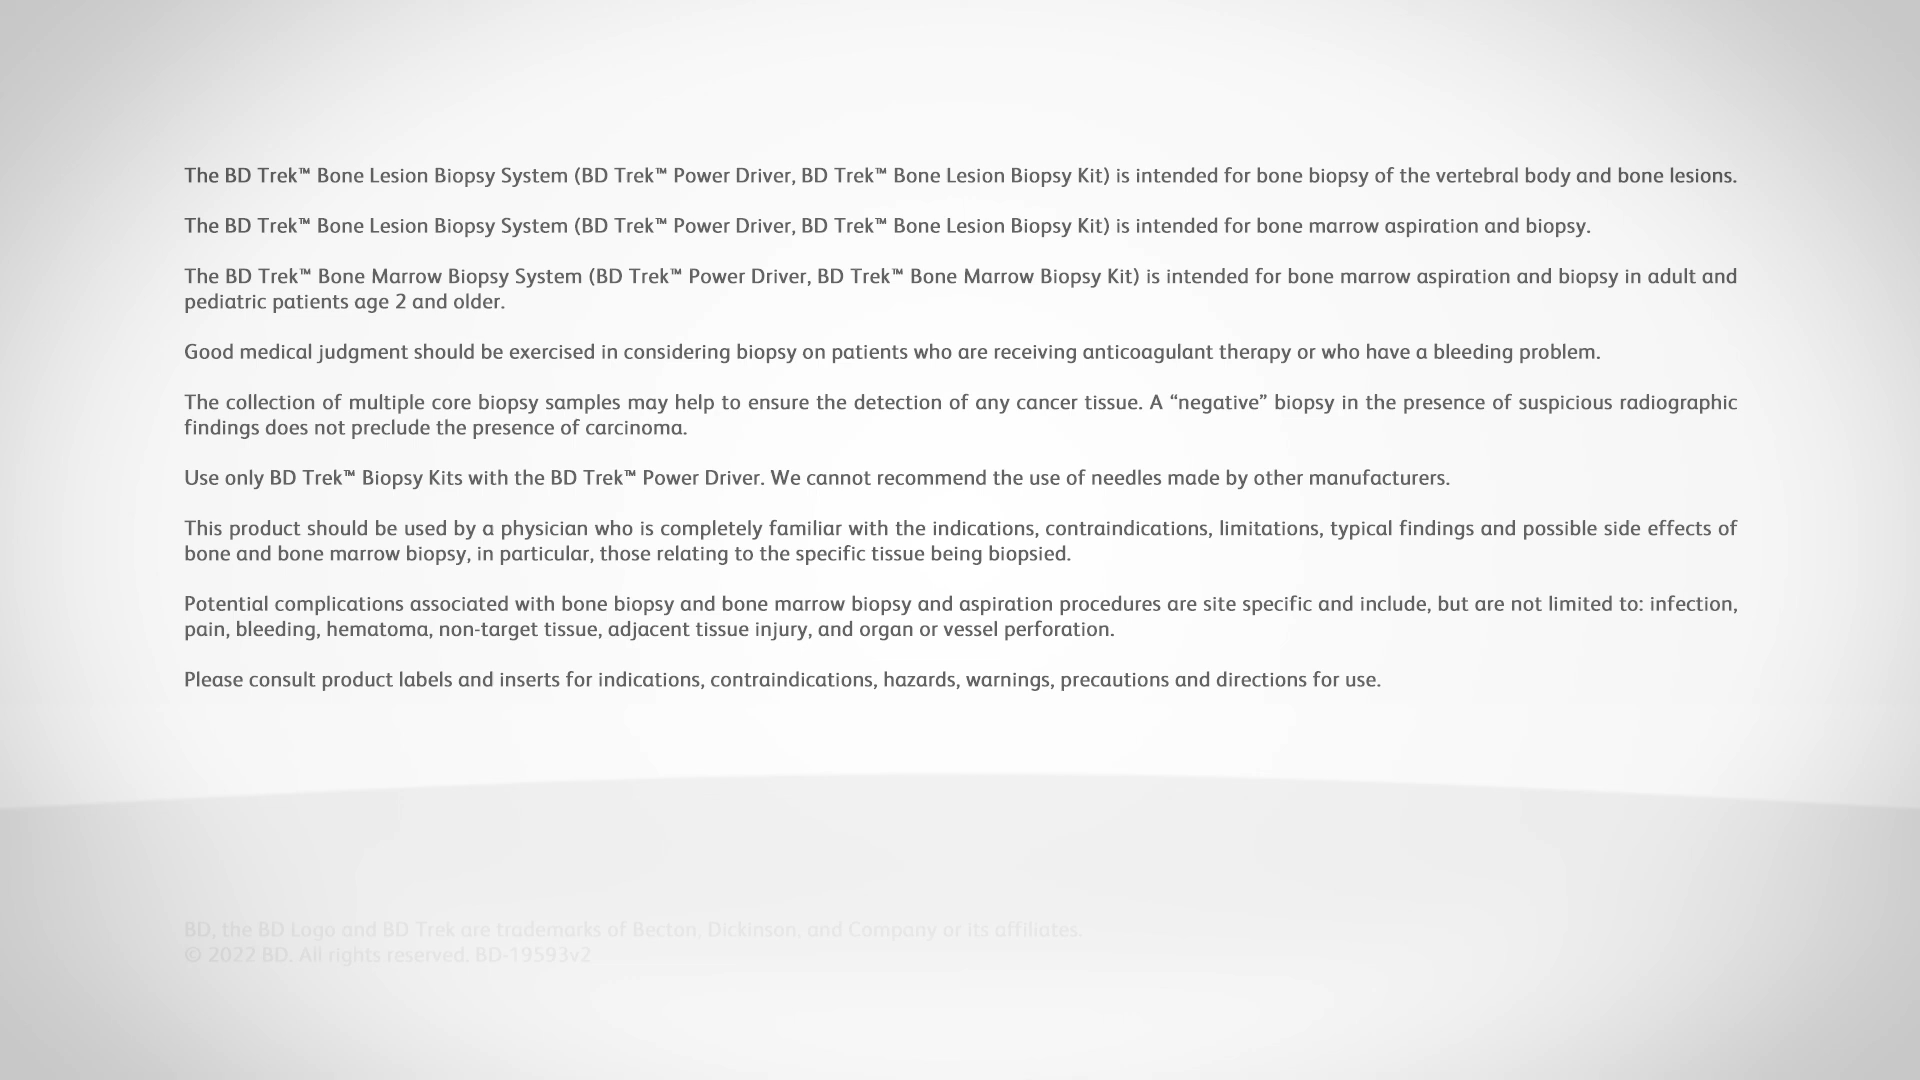 The BD Trek™ Bone Lesion Biopsy System (BD Trek™ Power Driver, BD Trek™ Bone Lesion Biopsy Kit) is intended for bone biopsy of the vertebral body and bone lesions.
The BD Trek™ Bone Lesion Biopsy System (BD Trek™ Power Driver, BD Trek™ Bone Lesion Biopsy Kit) is intended for bone marrow aspiration and biopsy.
The BD Trek™ Bone Marrow Biopsy System (BD Trek™ Power Driver, BD Trek™ Bone Marrow Biopsy Kit) is intended for bone marrow aspiration and biopsy in adult and
pediatric patients age 2 and older.
Good medical judgment should be exercised in considering biopsy on patients who are receiving anticoagulant therapy or who have a bleeding problem.
The collection of multiple core biopsy samples may help to ensure the detection of any cancer tissue. A “negative” biopsy in the presence of suspicious radiographic
findings does not preclude the presence of carcinoma.
Use only BD Trek™ Biopsy Kits with the BD Trek™ Power Driver. We cannot recommend the use of needles made by other manufacturers.
This product should be used by a physician who is completely familiar with the indications, contraindications, limitations, typical findings and possible side effects of
bone and bone marrow biopsy, in particular, those relating to the specific tissue being biopsied.
Potential complications associated with bone biopsy and bone marrow biopsy and aspiration procedures are site specific and include, but are not limited to: infection,
pain, bleeding, hematoma, non-target tissue, adjacent tissue injury, and organ or vessel perforation.
Please consult product labels and inserts for indications, contraindications, hazards, warnings, precautions and directions for use.
BD, the BD Logo and BD Trek are trademarks of Becton, Dickinson, and Company or its affiliates.
© 2022 BD. All rights reserved. BD-19593v2